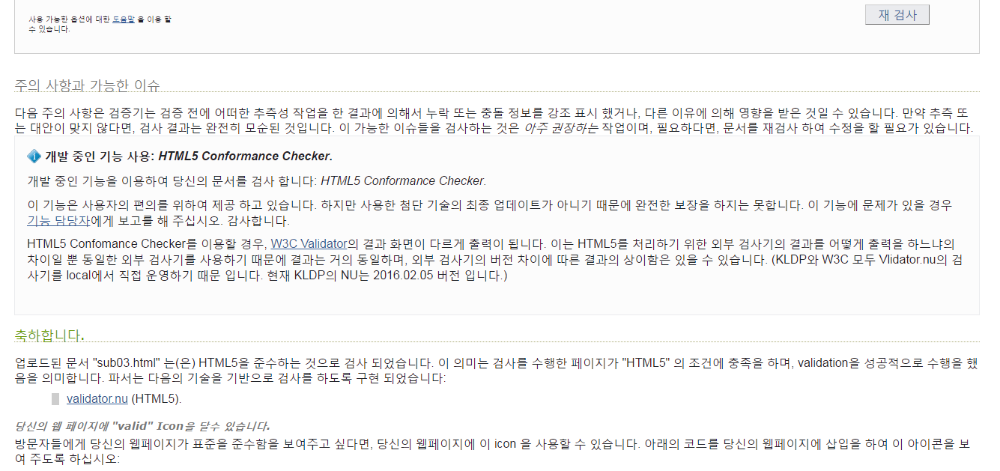 사용 가능한 옵션에 대한 도움말 을 이용 할
수 있습니다.
재 검사
주의 사항과 가능한 이슈
다음 주의 사항은 검증기는 검증 전에 어떠한 추측성 작업을 한 결과에 의해서 누락 또는 충돌 정보를 강조 표시 했거나, 다른 이유에 의해 영향을 받은 것일 수 있습니다. 만약 추측 또
는 대안이 맞지 않다면, 검사 결과는 완전히 모순된 것입니다. 이 가능한 이슈들을 검사하는 것은 아주 권장하는 작업이며, 필요하다면, 문서를 재검사 하여 수정을 할 필요가 있습니다.
개발 중인 기능 사용: HTML5 Conformance Checker.
개발 중인 기능을 이용하여 당신의 문서를 검사 합니다: HTML5 Conformance Checker.
이 기능은 사용자의 편의를 위하여 제공 하고 있습니다. 하지만 사용한 첨단 기술의 최종 업데이트가 아니기 때문에 완전한 보장을 하지는 못합니다. 이 기능에 문제가 있을 경우
기능 담당자에게 보고를 해 주십시오. 감사합니다.
HTML5 Confomance Checker를 이용할 경우, W3C Validator의 결과 화면이 다르게 출력이 됩니다. 이는 HTML5를 처리하기 위한 외부 검사기의 결과를 어떻게 출력을 하느냐의
차이일 뿐 동일한 외부 검사기를 사용하기 때문에 결과는 거의 동일하며, 외부 검사기의 버전 차이에 따른 결과의 상이함은 있을 수 있습니다. (KLDP와 W3C 모두 Vlidator.nu의 검
사기를 local에서 직접 운영하기 때문 입니다. 현재 KLDP의 NU는 2016.02.05 버전 입니다.)
축하합니다.
업로드된 문서 "sub03.html" 는(은) HTML5을 준수하는 것으로 검사 되었습니다. 이 의미는 검사를 수행한 페이지가 "HTML5" 의 조건에 충족을 하며, validation을 성공적으로 수행을 했
음을 의미합니다. 파서는 다음의 기술을 기반으로 검사를 하도록 구현 되었습니다:
validator.nu (HTML5).
당신의 웹 페이지에 "valid" Icon을 달수 있습니다.
방문자들에게 당신의 웹페이지가 표준을 준수함을 보여주고 싶다면, 당신의 웹페이지에 이 icon 을 사용할 수 있습니다. 아래의 코드를 당신의 웹페이지에 삽입을 하여 이 아이콘을 보
여 주도록 하십시오: